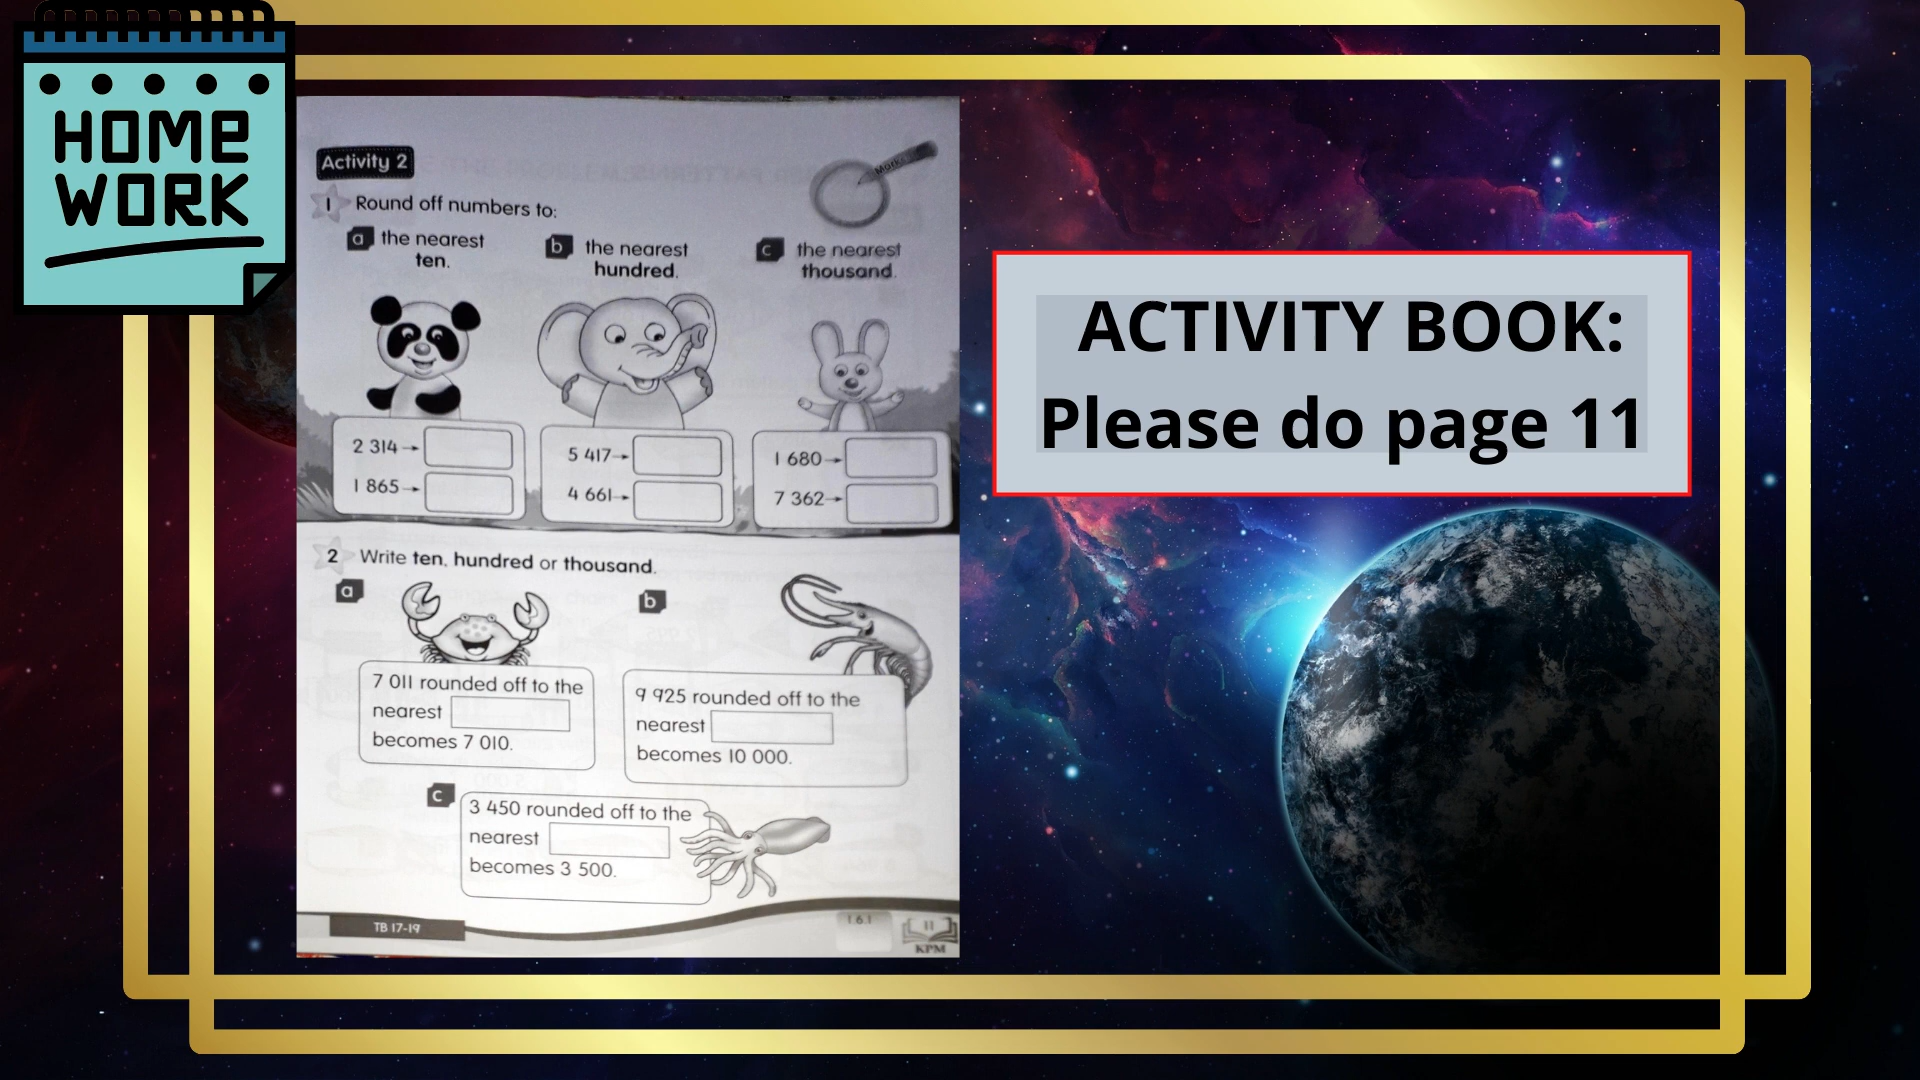 HOME
WORK
Activity 2
Marks
1 Round off numbers to:
a the nearest
ten.
b the nearest
hundred.
c the nearest
thousand.
2 314→
1 865→
5 417→
4 661→
1 680→
7 362→
2 Write ten, hundred or thousand.
a
7 011 rounded off to the
nearest
becomes 7 010.
b
9 925 rounded off to the
nearest
becomes 10 000.
c
3 450 rounded off to the
nearest
becomes 3 500.
TB 17-19
1.6.1
11
KPM
ACTIVITY BOOK:
Please do page 11